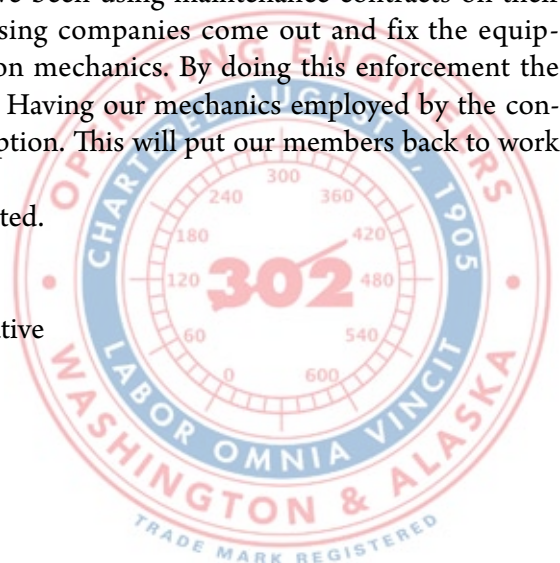 ve been using maintenance contracts on their
sing companies come out and fix the equip-
on mechanics. By doing this enforcement the
Having our mechanics employed by the con-
ption. This will put our members back to work
ted.
tive
OPERATING ENGINEERS
CHARTERED AUGUST 6, 1905
300
240 360
180 420
302
120 480
60 540
0 600
LABOR OMNIA VINCIT
WASHINGTON & ALASKA
TRADE MARK REGISTERED